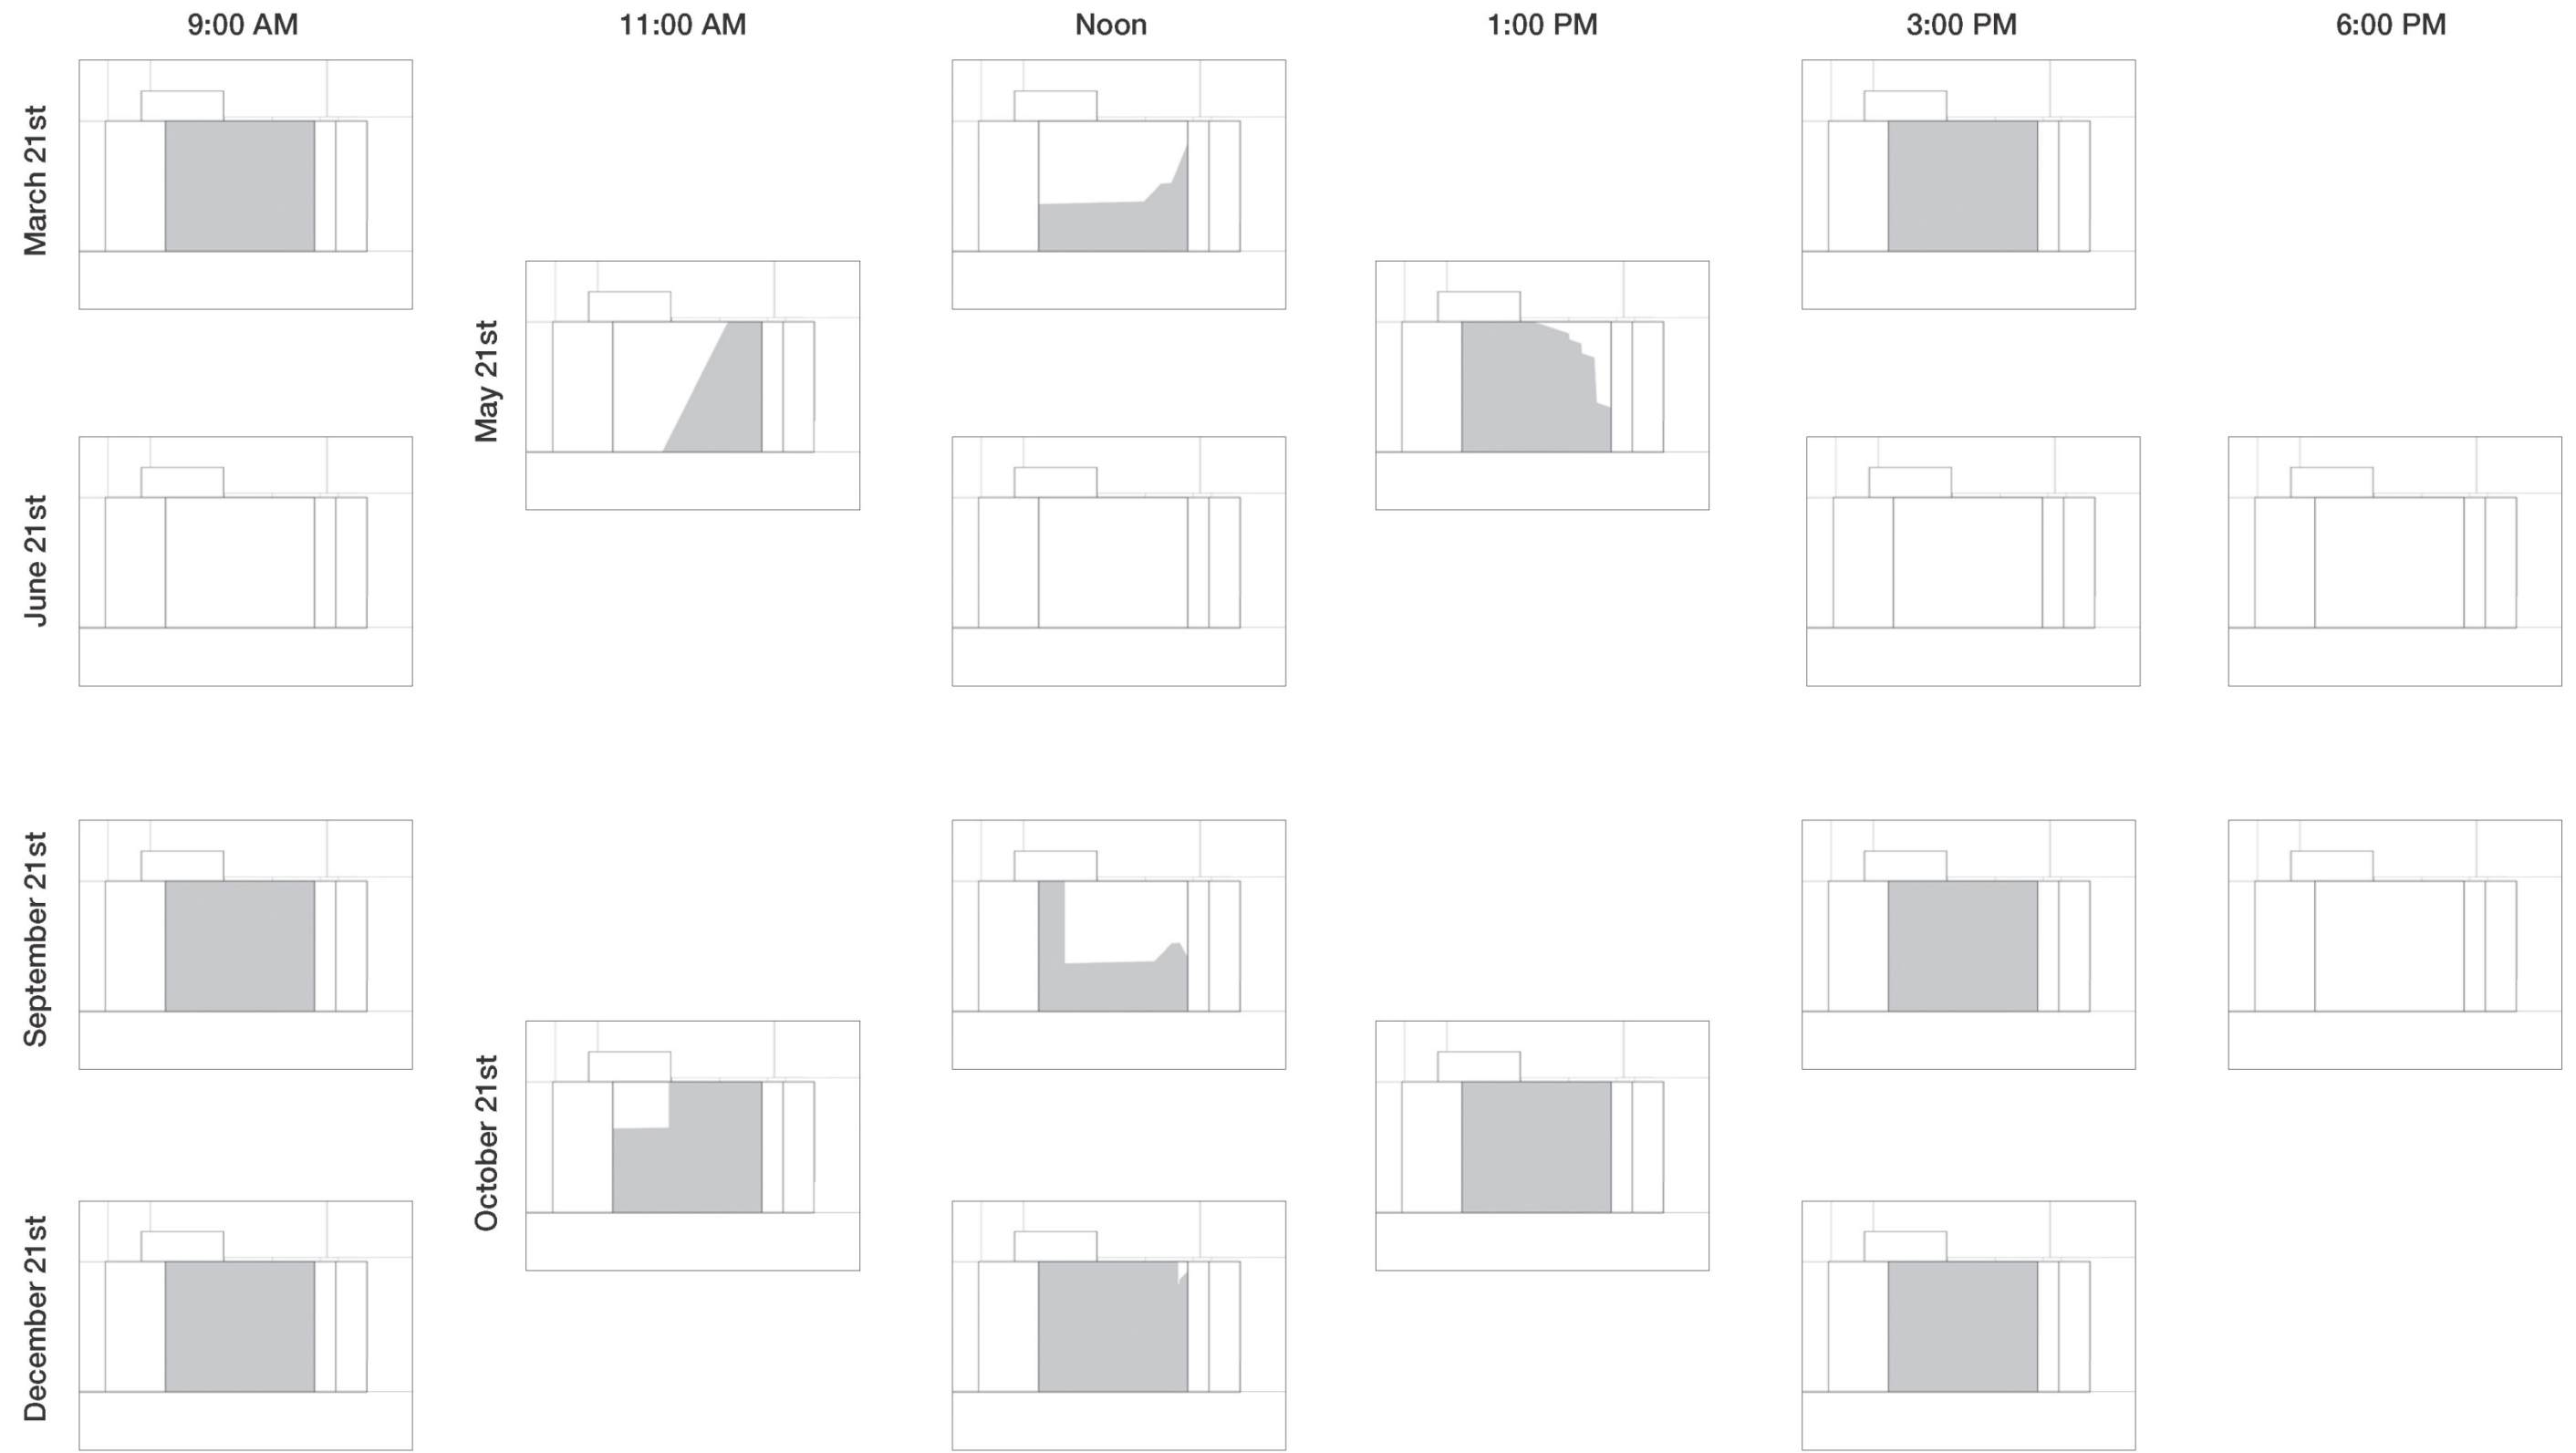 9:00 AM
11:00 AM
Noon
1:00 PM
3:00 PM
6:00 PM
March 21st
May 21st
June 21st
September 21st
October 21st
December 21st